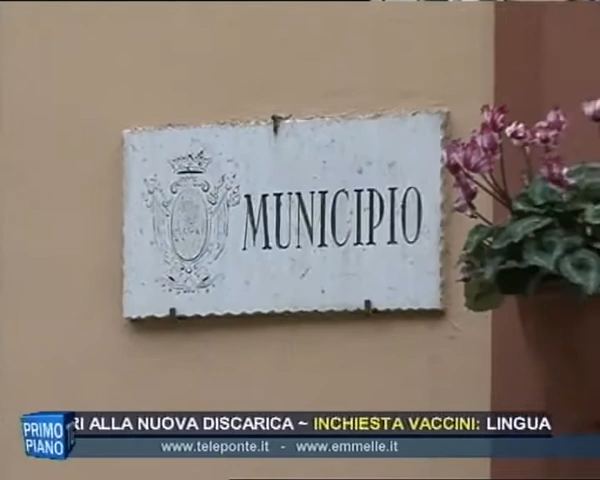 MUNICIPIO
RI ALLA NUOVA DISCARICA ~ INCHIESTA VACCINI: LINGUA
PRIMO
PIANO
www.teleponte.it - www.emmelle.it